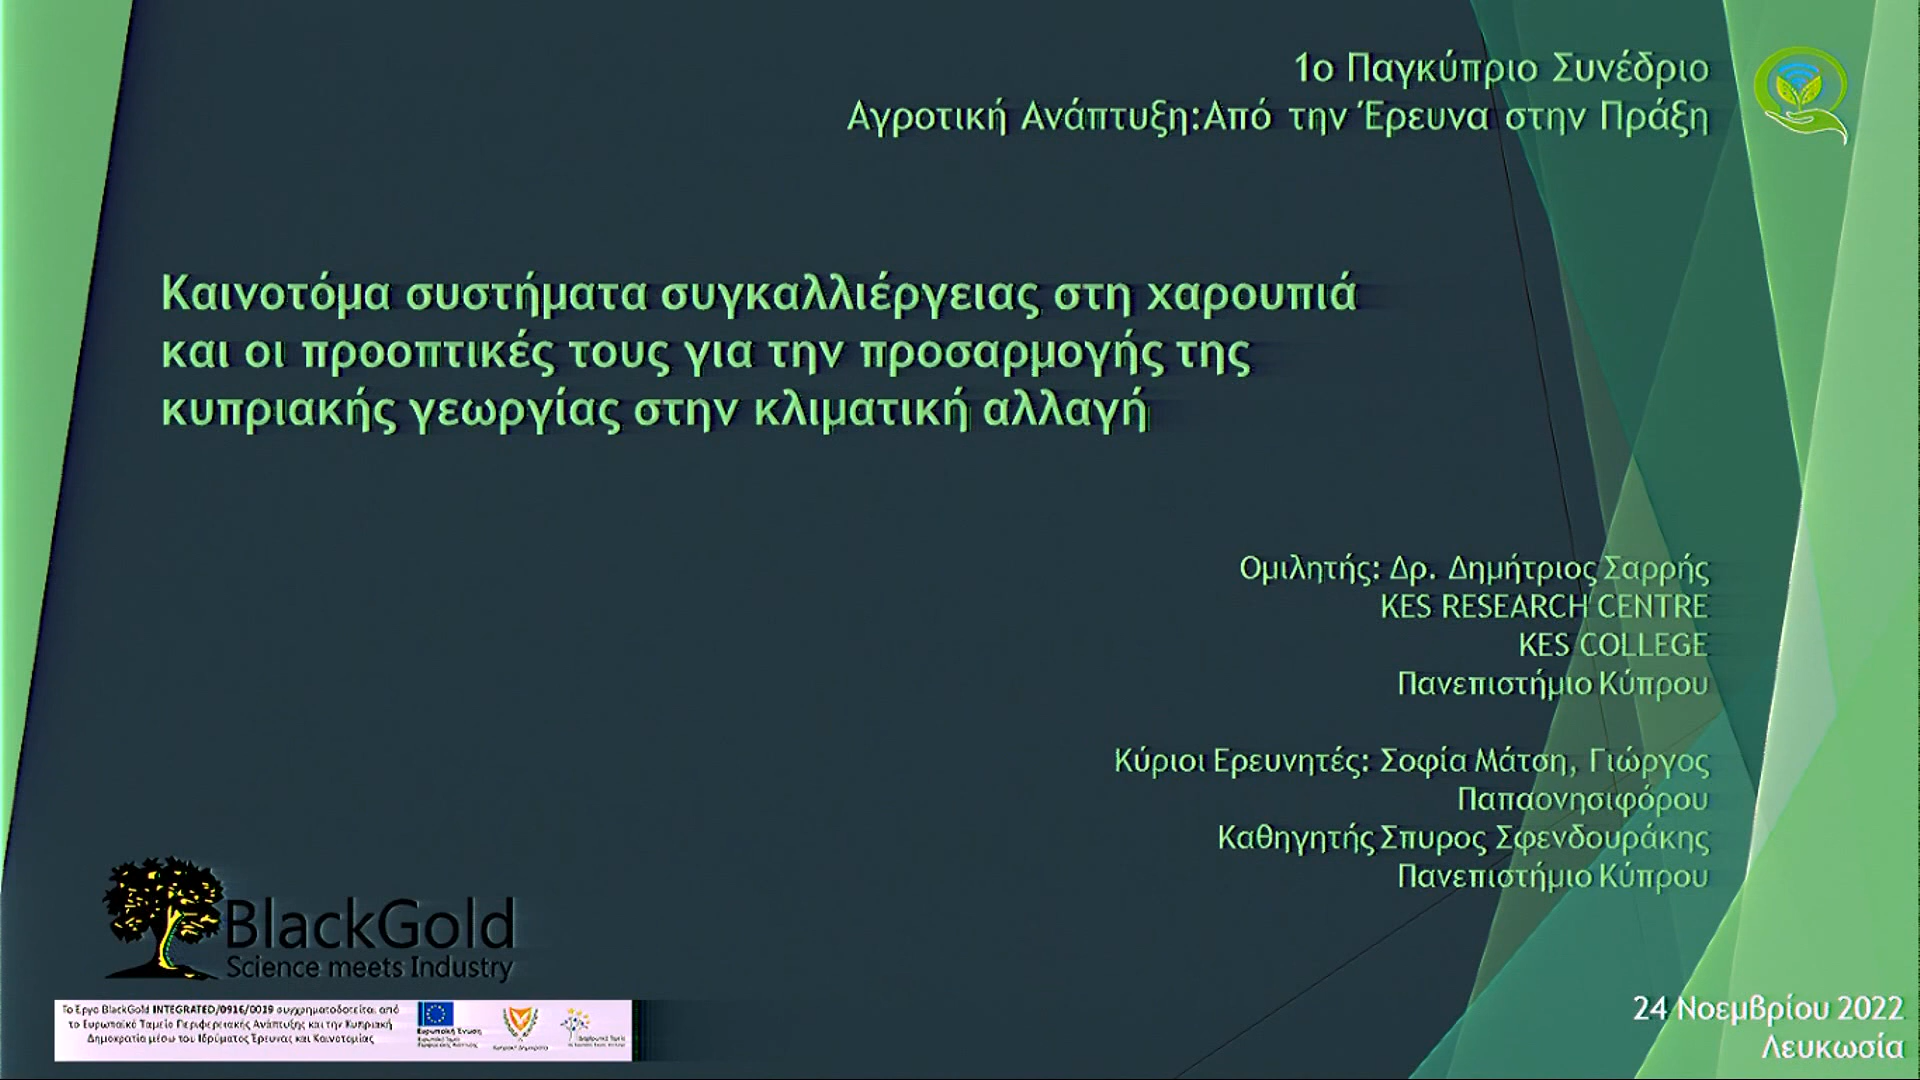 1ο Παγκύπριο Συνέδριο
Αγροτική Ανάπτυξη:Από την Έρευνα στην Πράξη
Καινοτόμα συστήματα συγκαλλιέργειας στη χαρουπιά
και οι προοπτικές τους για την προσαρμογής της
κυπριακής γεωργίας στην κλιματική αλλαγή
Ομιλητής: Δρ. Δημήτριος Σαρρής
KES RESEARCH CENTRE
KES COLLEGE
Πανεπιστήμιο Κύπρου
Κύριοι Ερευνητές: Σοφία Μάτση, Γιώργος
Παπαονησιφόρου
Καθηγητής Σπυρος Σφενδουράκης
Πανεπιστήμιο Κύπρου
BlackGold
Science meets Industry
Το Έργο BlackGold INTEGRATED/0916/0019 συγχρηματοδοτείται από
το Ευρωπαϊκό Ταμείο Περιφερειακής Ανάπτυξης και την Κυπριακή
Δημοκρατία μέσω του Ιδρύματος Έρευνας και Καινοτομίας
Ευρωπαϊκή Ένωση
Κυπριακή Δημοκρατία
24 Νοεμβρίου 2022
Λευκωσία